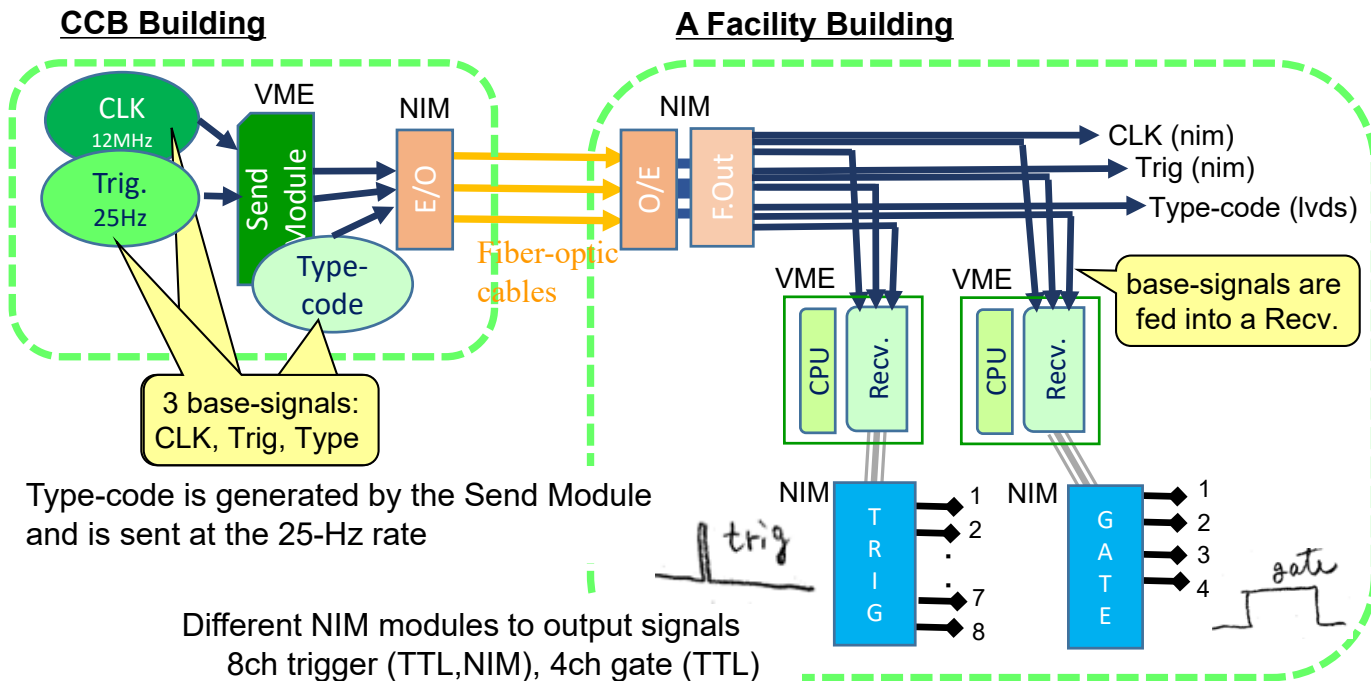 CCB Building
A Facility Building
CLK
12MHz
Trig.
25Hz
VME
Send
Module
Type-
code
NIM
E/O
Fiber-optic
cables
NIM
O/E
F.Out
CLK (nim)
Trig (nim)
Type-code (lvds)
3 base-signals:
CLK, Trig, Type
base-signals are
fed into a Recv.
VME
CPU
Recv.
VME
CPU
Recv.
Type-code is generated by the Send Module
and is sent at the 25-Hz rate
trig
NIM
TRIG
1
2
.
.
7
8
NIM
GATE
1
2
3
4
gate
Different NIM modules to output signals
8ch trigger (TTL,NIM), 4ch gate (TTL)